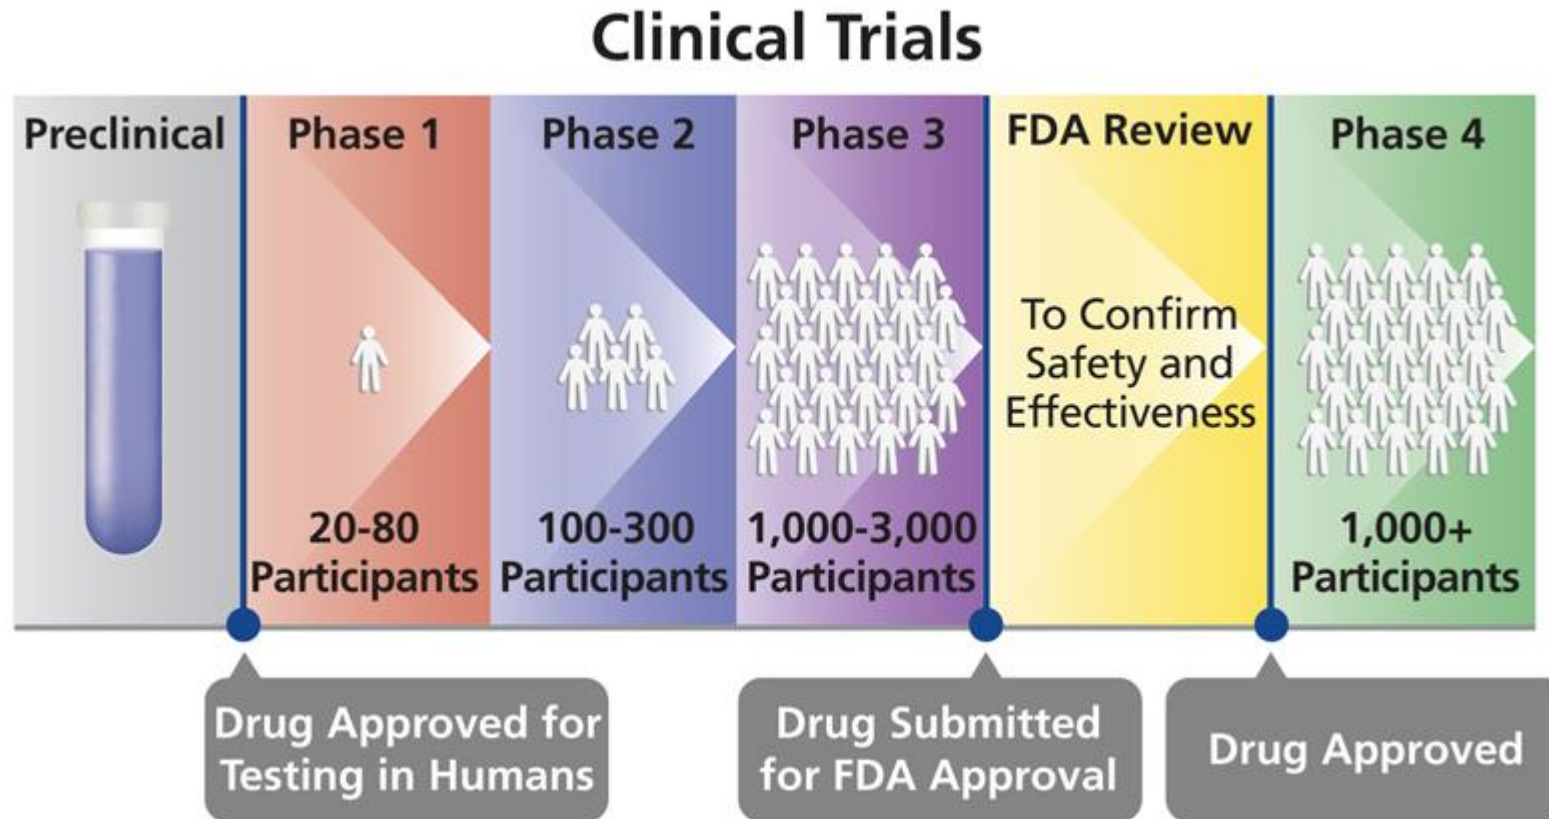 Clinical Trials
Preclinical
Phase 1
Phase 2
Phase 3
FDA Review
Phase 4
To Confirm
Safety and
Effectiveness
20-80
Participants
100-300
Participants
1,000-3,000
Participants
1,000+
Participants
Drug Approved for
Testing in Humans
Drug Submitted
for FDA Approval
Drug Approved